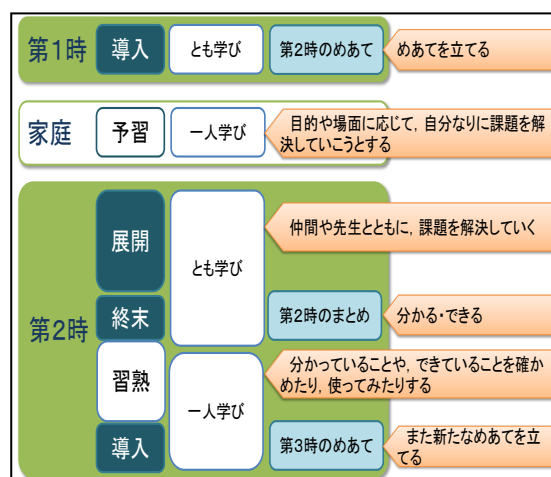 第1時
導入
とも学び
第2時のめあて
めあてを立てる
家庭
予習
一人学び
目的や場面に応じて，自分なりに課題を解
決していこうとする
第2時
展開
とも学び
仲間や先生とともに，課題を解決していく
終末
第2時のまとめ
分かる・できる
習熟
一人学び
分かっていることや，できていることを確か
めたり，使ってみたりする
導入
第3時のめあて
また新たなめあてを立
てる